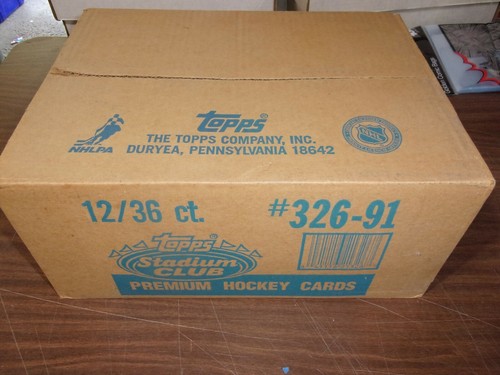 NHLPA
Topps
THE TOPPS COMPANY, INC.
DURYEA, PENNSYLVANIA 18642
NHL
12/36 ct.
#326-91
Topps
Stadium
CLUB
PREMIUM HOCKEY CARDS